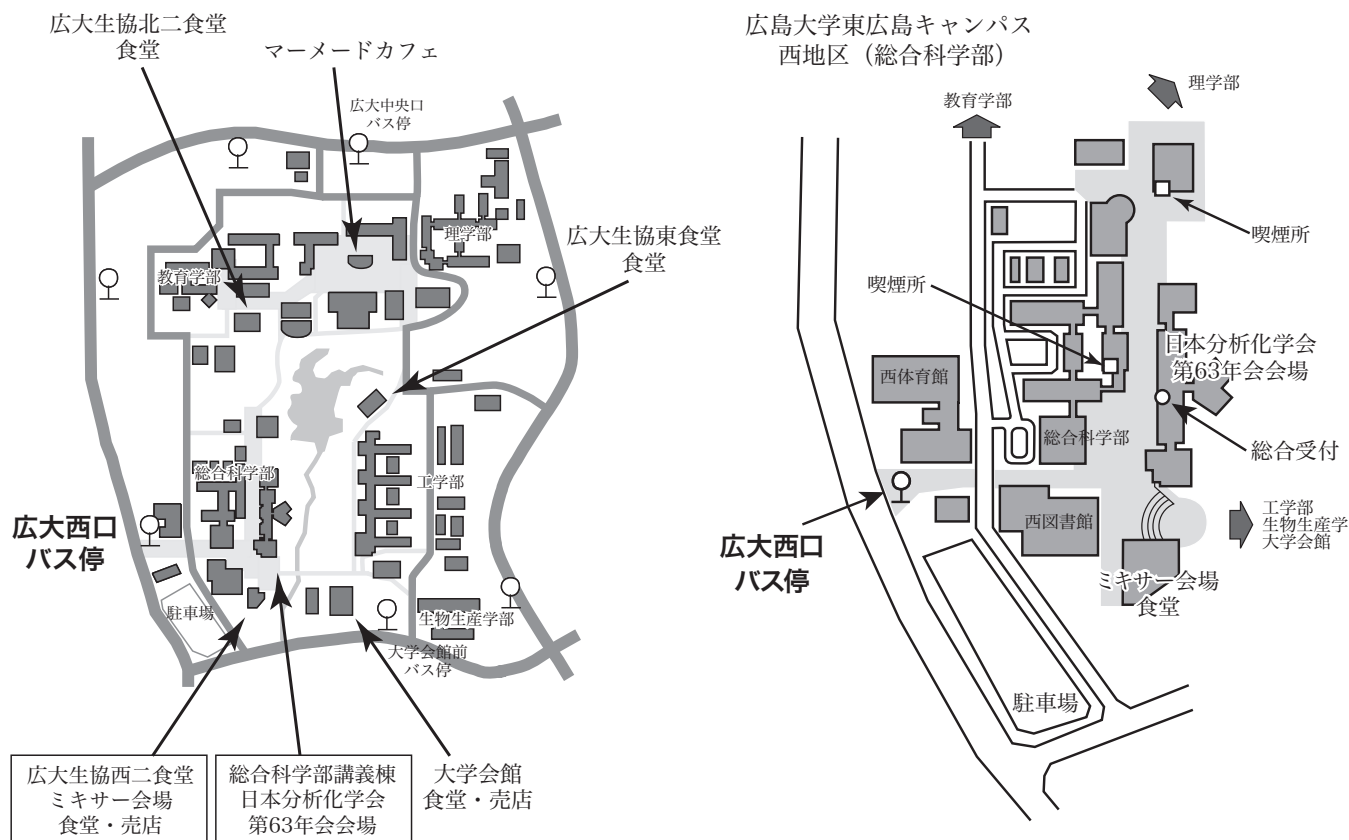 広大生協北二食堂
食堂
マーメードカフェ
広大中央口
バス停
理学部
広大生協東食堂
食堂
教育学部
総合科学部
工学部
広大西口
バス停
駐車場
生物生産学部
大学会館前
バス停
広大生協西二食堂
ミキサー会場
食堂・売店
総合科学部講義棟
日本分析化学会
第63年会会場
大学会館
食堂・売店
広島大学東広島キャンパス
西地区（総合科学部）
教育学部
理学部
喫煙所
喫煙所
日本分析化学会
第63年会会場
西体育館
総合科学部
総合受付
西図書館
工学部
生物生産学
大学会館
広大西口
バス停
ミキサー会場
食堂
駐車場